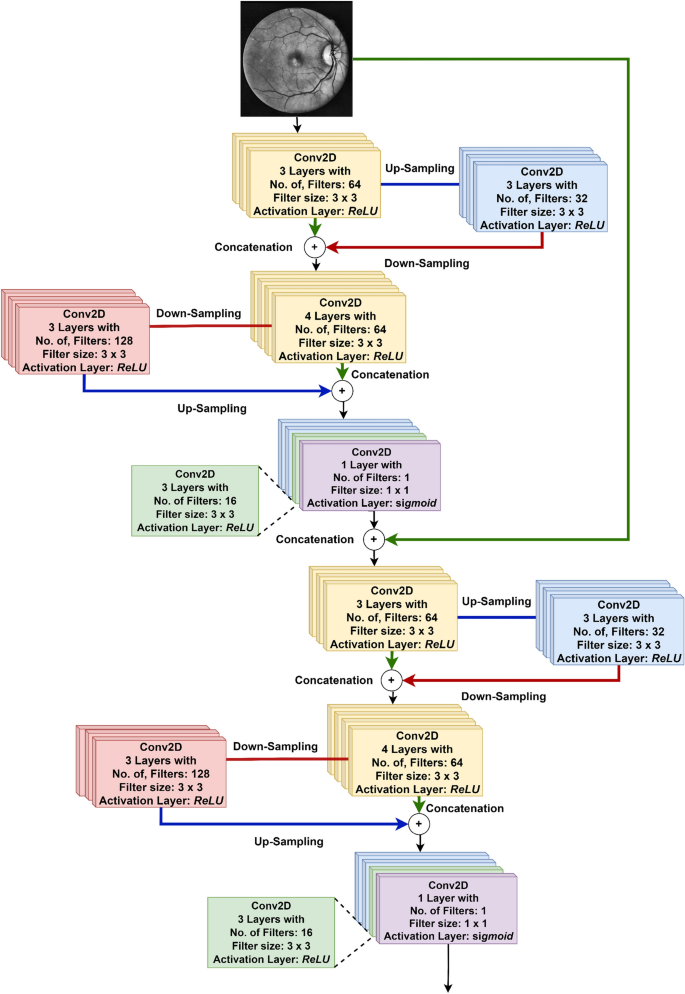 Conv2D
3 Layers with
No. of, Filters: 64
Filter size: 3 x 3
Activation Layer: ReLU
Up-Sampling
Conv2D
3 Layers with
No. of, Filters: 32
Filter size: 3 x 3
Activation Layer: ReLU
Concatenation
+
Down-Sampling
Conv2D
3 Layers with
No. of, Filters: 128
Filter size: 3 x 3
Activation Layer: ReLU
Down-Sampling
Conv2D
4 Layers with
No. of, Filters: 64
Filter size: 3 x 3
Activation Layer: ReLU
Concatenation
+
Up-Sampling
Conv2D
3 Layers with
No. of Filters: 16
Filter size: 3 x 3
Activation Layer: ReLU
Conv2D
1 Layer with
No. of Filters: 1
Filter size: 1 x 1
Activation Layer: sigmoid
Concatenation
+
Conv2D
3 Layers with
No. of, Filters: 64
Filter size: 3 x 3
Activation Layer: ReLU
Up-Sampling
Conv2D
3 Layers with
No. of, Filters: 32
Filter size: 3 x 3
Activation Layer: ReLU
Concatenation
+
Down-Sampling
Conv2D
3 Layers with
No. of, Filters: 128
Filter size: 3 x 3
Activation Layer: ReLU
Down-Sampling
Conv2D
4 Layers with
No. of, Filters: 64
Filter size: 3 x 3
Activation Layer: ReLU
Concatenation
+
Up-Sampling
Conv2D
3 Layers with
No. of Filters: 16
Filter size: 3 x 3
Activation Layer: ReLU
Conv2D
1 Layer with
No. of Filters: 1
Filter size: 1 x 1
Activation Layer: sigmoid